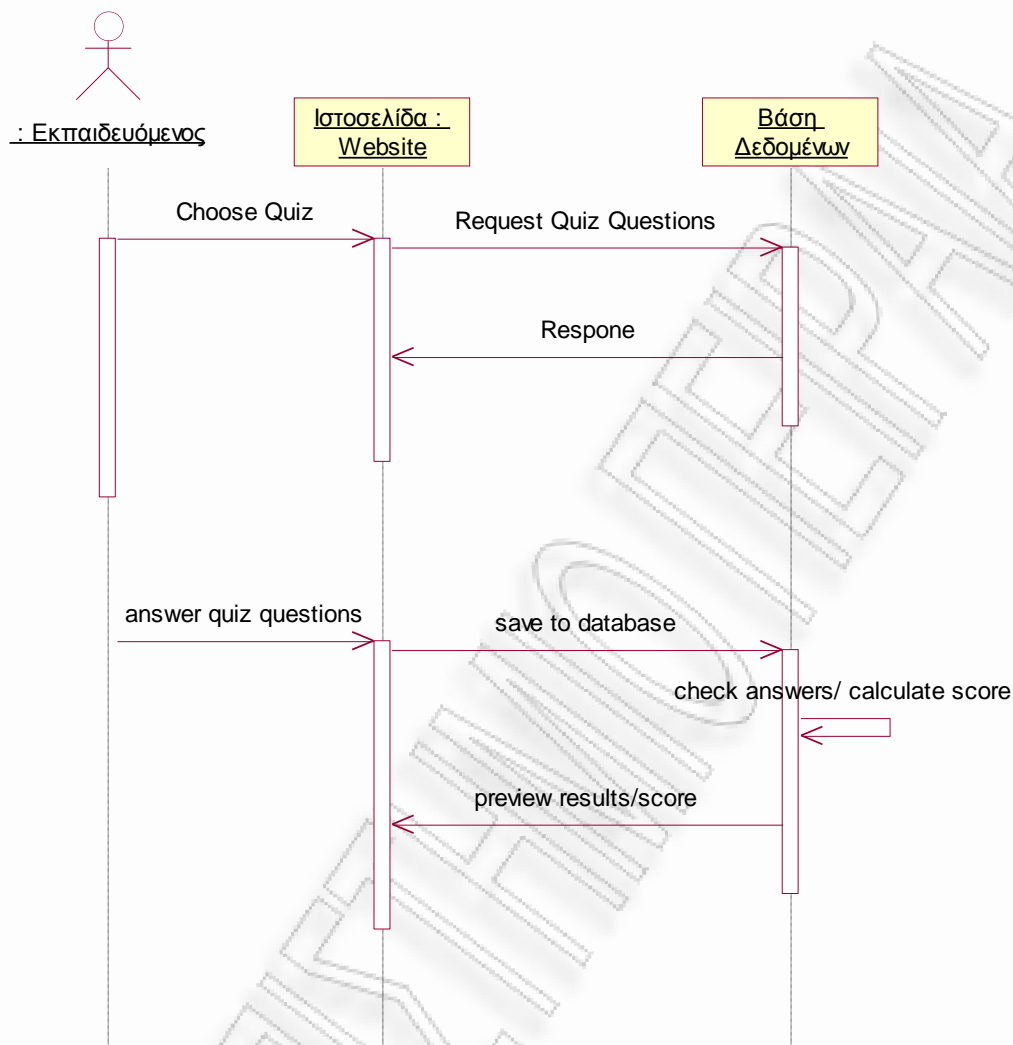 : Εκπαιδευόμενος
Ιστοσελίδα :
Website
Βάση
Δεδομένων
Choose Quiz
Request Quiz Questions
Respone
answer quiz questions
save to database
check answers/ calculate score
preview results/score